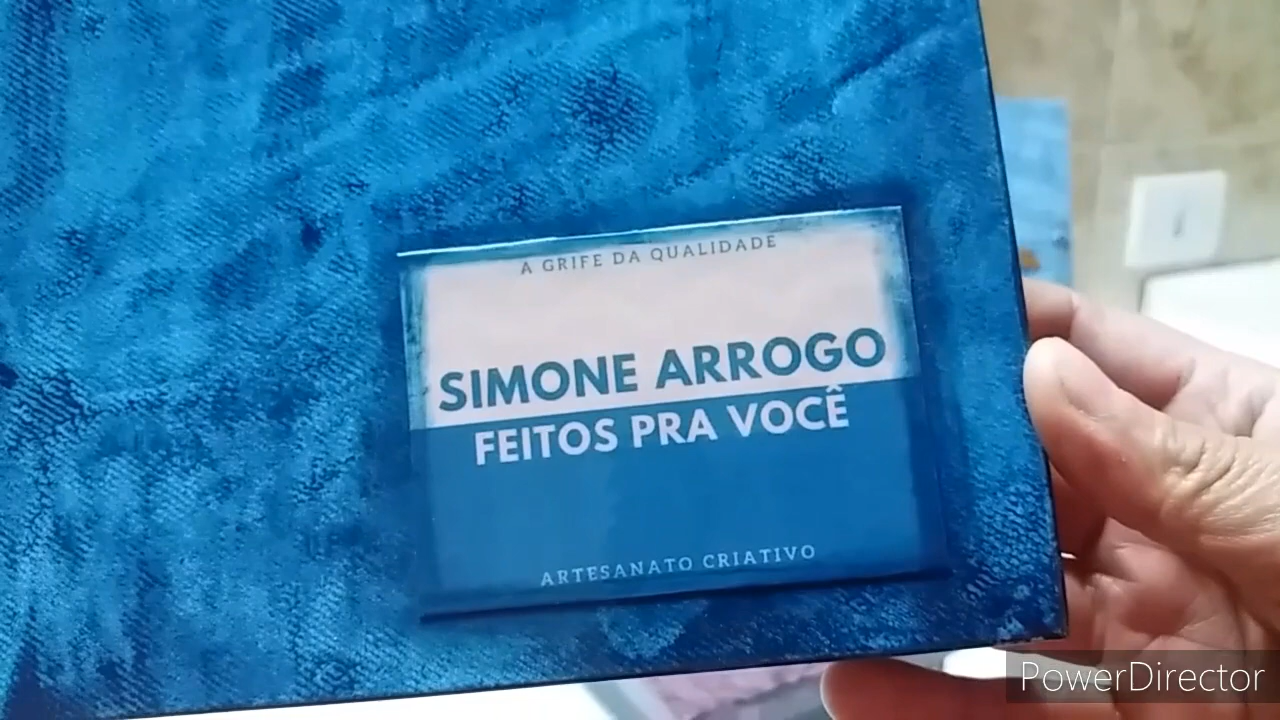 A GRIFE DA QUALIDADE
SIMONE ARROGO
FEITOS PRA VOCÊ
ARTESANATO CRIATIVO
PowerDirector